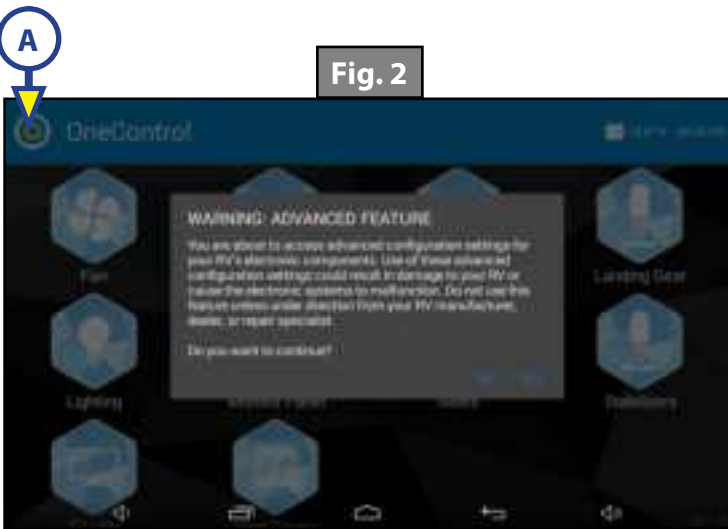 A
Fig. 2
OneControl
WARNING: ADVANCED FEATURE
You are about to access advanced configuration settings for
your RV's electronic components. Use of these advanced
configuration settings could result in damage to your RV or
cause the electronic systems to malfunction. Do not use this
feature unless under direction from your RV manufacturer,
dealer, or repair specialist.
Do you want to continue?
Fan
Landing Gear
Lighting
Stabilizers